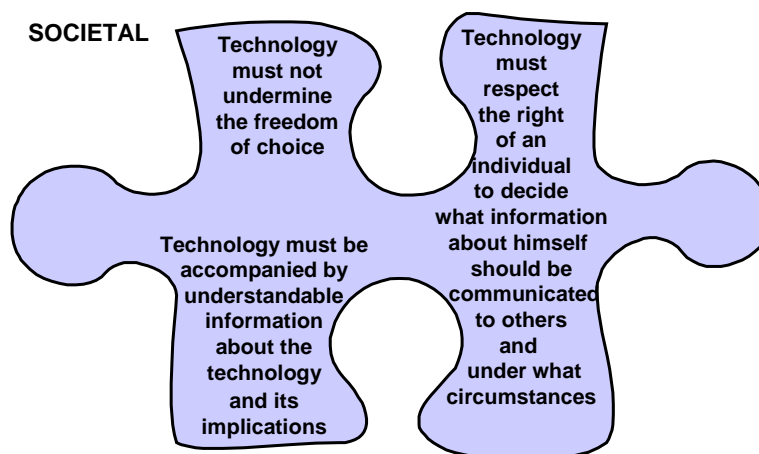 SOCIETAL
Technology
must not
undermine
the freedom
of choice
Technology must be
accompanied by
understandable
information
about the
technology
and its
implications
Technology
must
respect
the right
of an
individual
to decide
what information
about himself
should be
communicated
to others
and
under what
circumstances